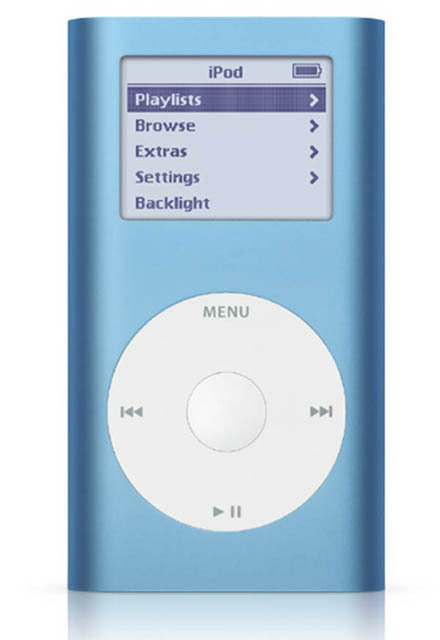 iPod
Playlists
Browse
Extras
Settings
Backlight
MENU